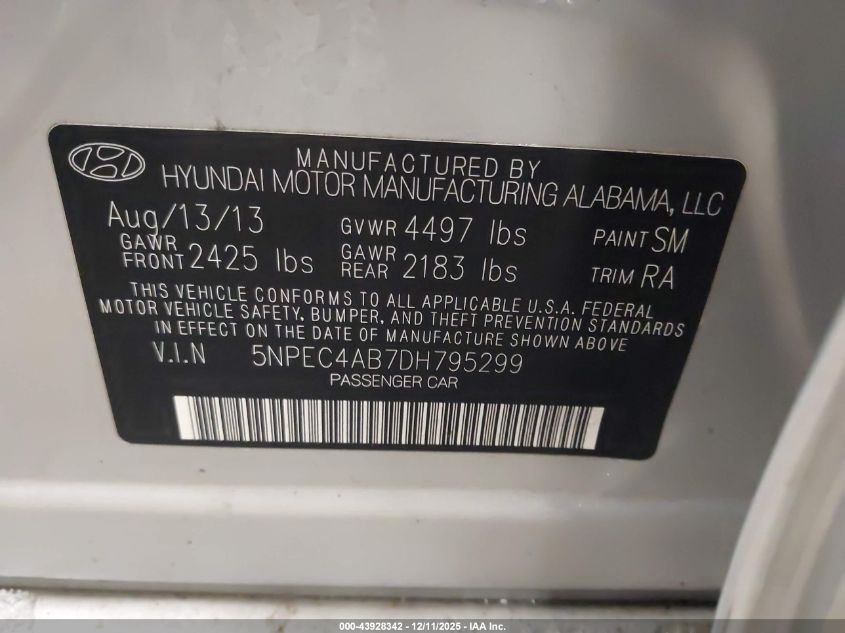 MANUFACTURED BY
HYUNDAI MOTOR MANUFACTURING ALABAMA, LLC
Aug/13/13 GVWR 4497 lbs PAINT SM
GAWR FRONT 2425 lbs GAWR REAR 2183 lbs TRIM RA
THIS VEHICLE CONFORMS TO ALL APPLICABLE U.S.A. FEDERAL
MOTOR VEHICLE SAFETY, BUMPER, AND THEFT PREVENTION STANDARDS
IN EFFECT ON THE DATE OF MANUFACTURE SHOWN ABOVE
V.I.N 5NPEC4AB7DH795299
PASSENGER CAR
000-43928342 - 12/11/2025 - IAA Inc.